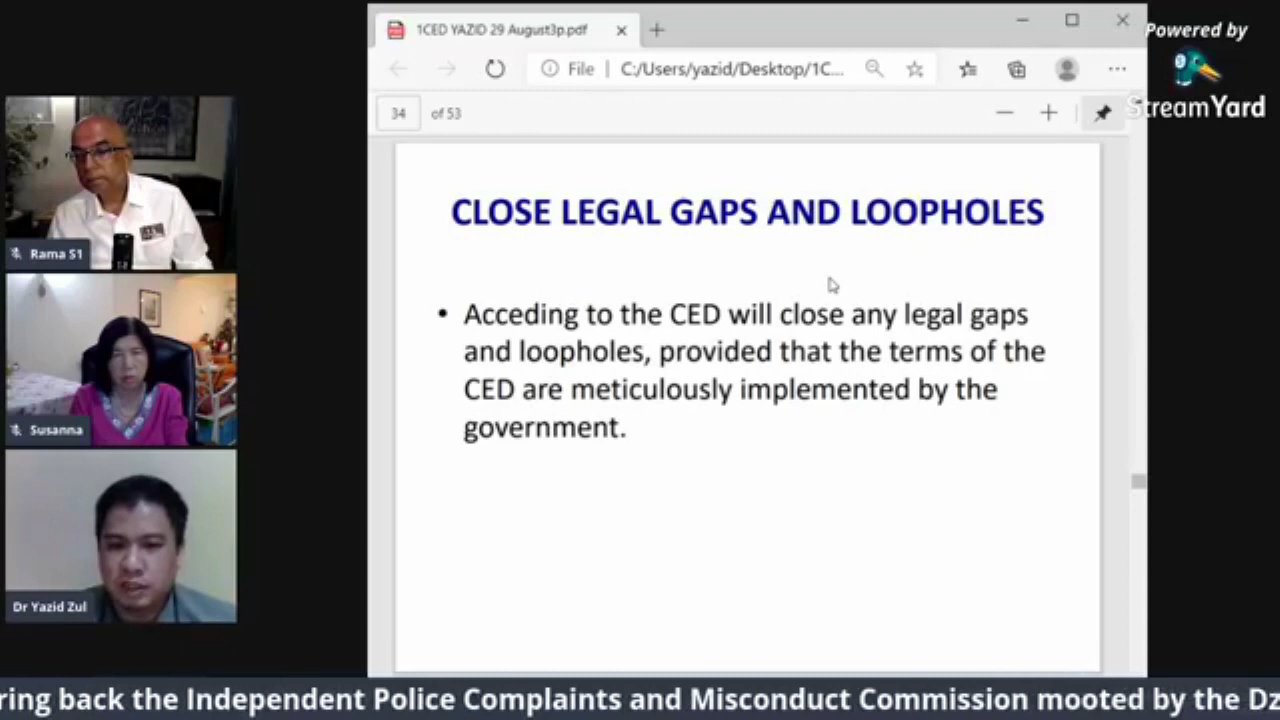 1CED YAZID 29 August3p.pdf
Powered by
StreamYard
File
C:/Users/yazid/Desktop/1C...
34 of 53
CLOSE LEGAL GAPS AND LOOPHOLES
• Acceding to the CED will close any legal gaps
and loopholes, provided that the terms of the
CED are meticulously implemented by the
government.
Rama S1
Susanna
Dr Yazid Zul
ring back the Independent Police Complaints and Misconduct Commission mooted by the Dz